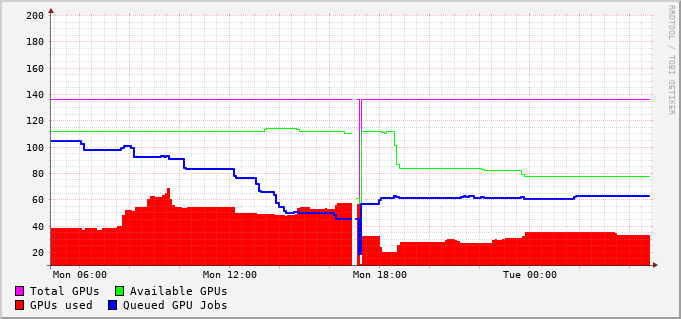 200
180
160
140
120
100
80
60
40
20
Mon 06:00 Mon 12:00 Mon 18:00 Tue 00:00
Total GPUs Available GPUs
GPUs used Queued GPU Jobs
RRDTOOL / TOBI OETIKER